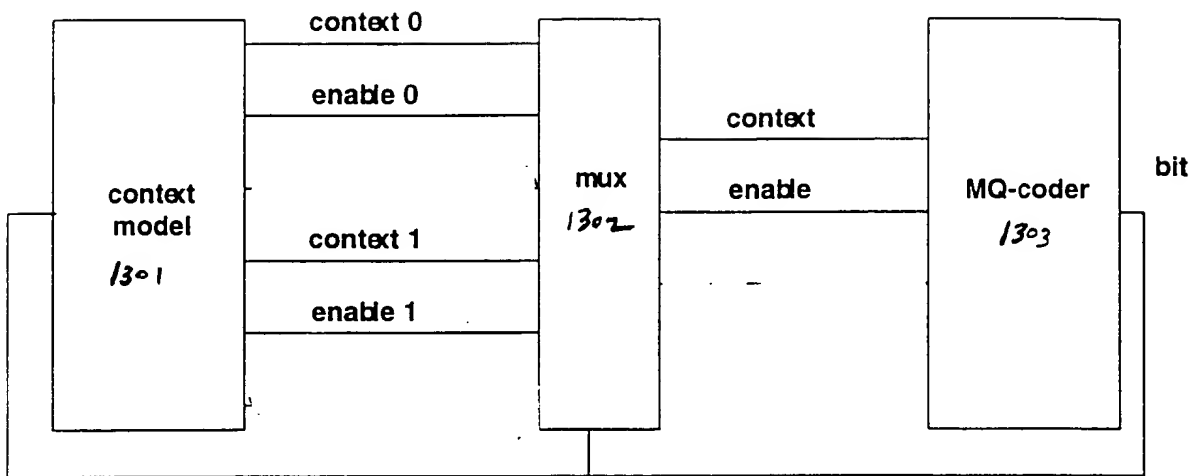 context 0
enable 0
context
model
1301
context 1
enable 1
mux
1302
context
enable
MQ-coder
1303
bit